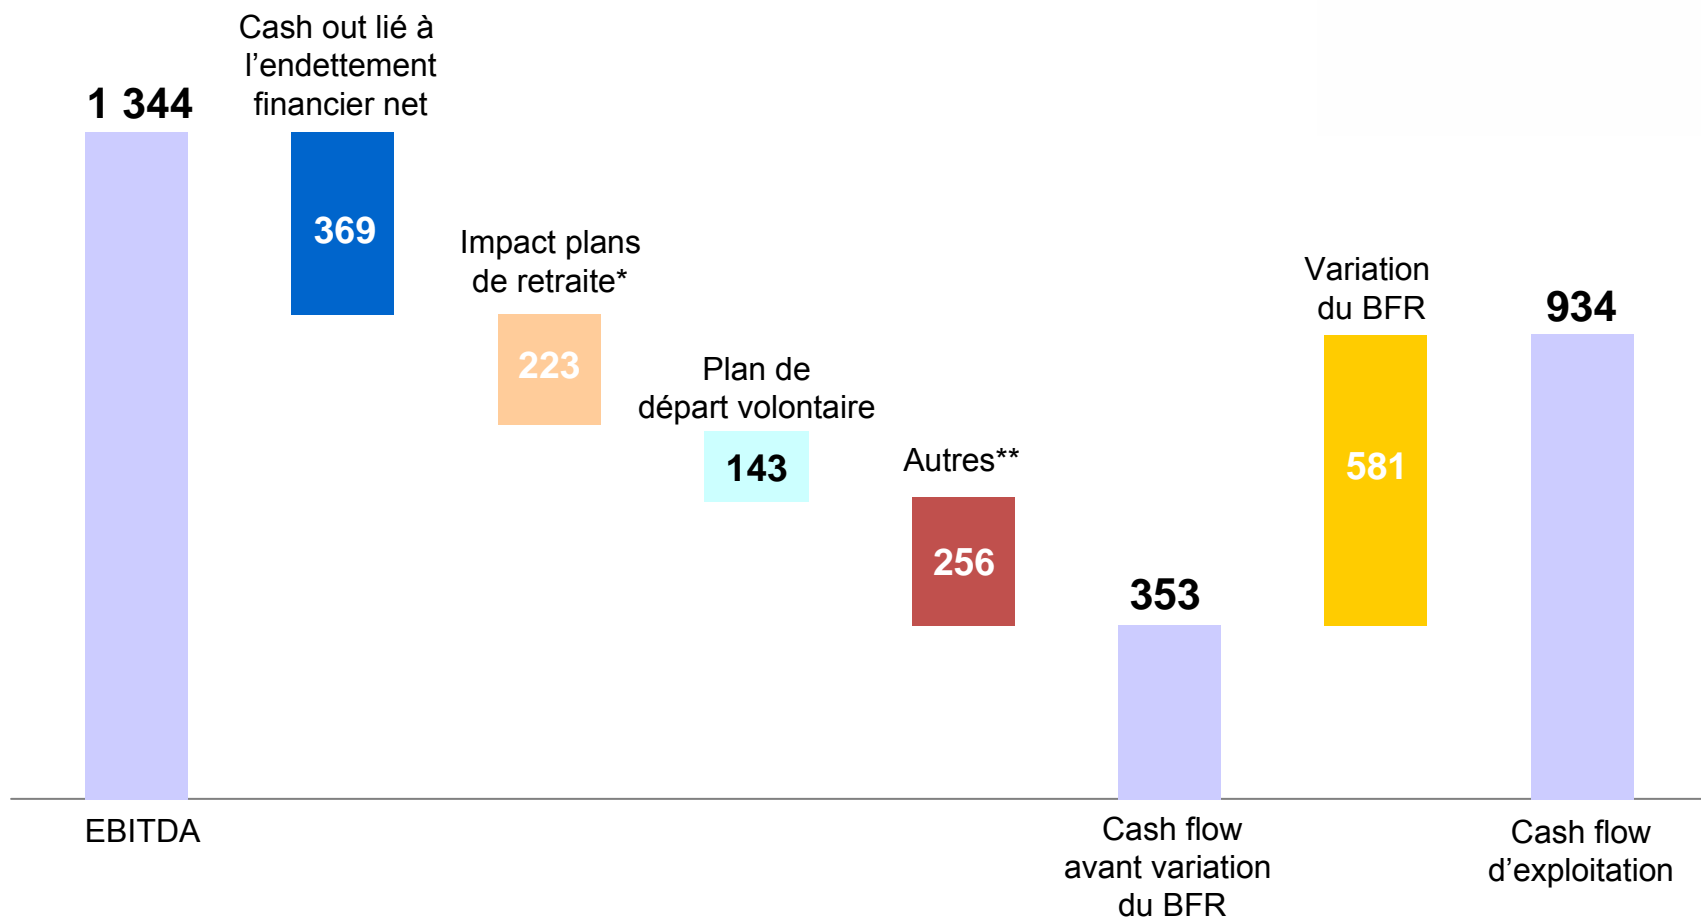 1 344
Cash out lié à
l’endettement
financier net
369
Impact plans
de retraite*
223
Plan de
départ volontaire
143
Autres**
256
353
Variation
du BFR
581
934
EBITDA
Cash flow
avant variation
du BFR
Cash flow
d’exploitation